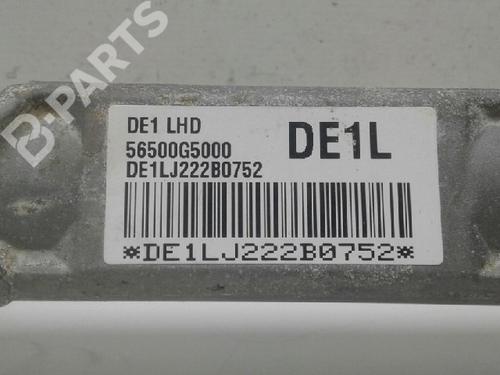 B-PARTS
DE1 LHD
56500G5000
DE1L
DE1LJ222B0752
*DE1LJ222B0752*